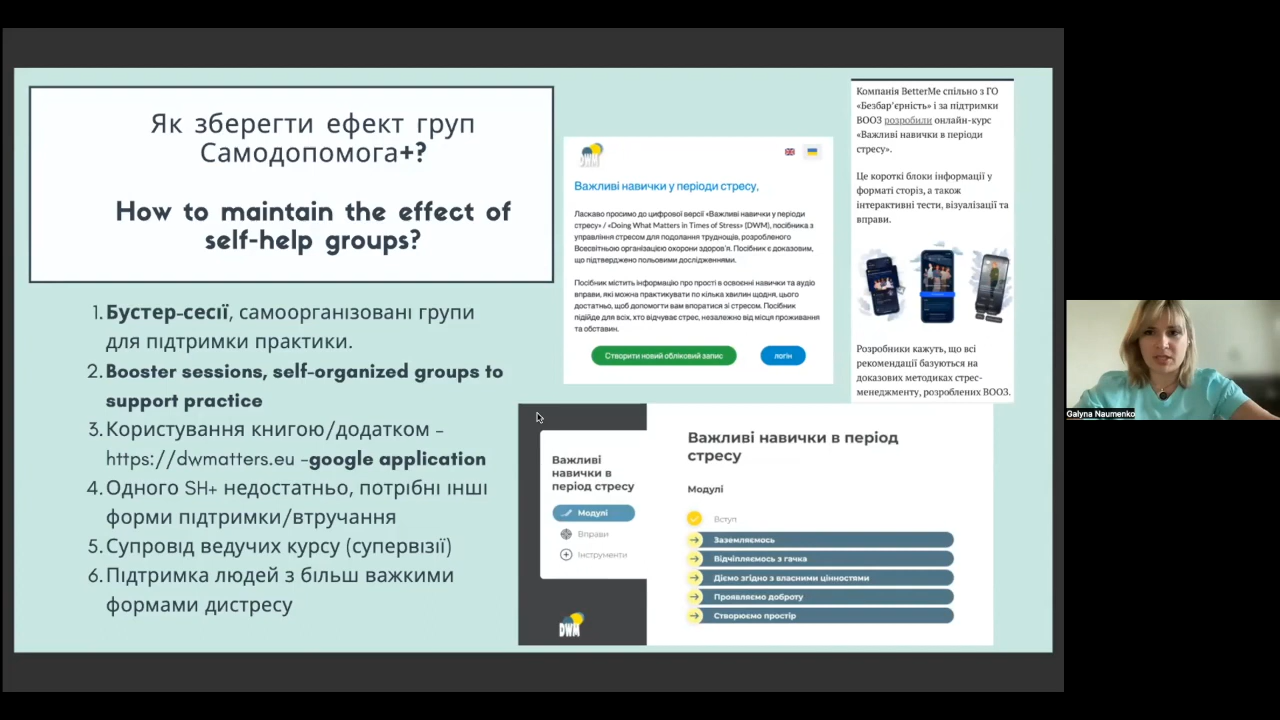 Як зберегти ефект груп
Самодопомога+?
How to maintain the effect of
self-help groups?
1. Бустер-сесії, самоорганізовані групи
для підтримки практики.
2. Booster sessions, self-organized groups to
support practice
3. Користування книгою/додатком –
https://dwmatters.eu –google application
4. Одного SH+ недостатньо, потрібні інші
форми підтримки/втручання
5. Супровід ведучих курсу (супервізії)
6. Підтримка людей з більш важкими
формами дистресу
DWM
Важливі навички у періоди стресу,
Ласкаво просимо до цифрової версії «Важливі навички у періоди
стресу» / «Doing What Matters in Times of Stress» (DWM), посібника з
управління стресом для подолання труднощів, розробленого
Всесвітньою організацією охорони здоров'я. Посібник є доказовим,
що підтверджено польовими дослідженнями.
Посібник містить інформацію про прості в освоєнні навички та аудіо
вправи, які можна практикувати по кілька хвилин щодня, цього
достатньо, щоб допомогти вам впоратися зі стресом. Посібник
підійде для всіх, хто відчуває стрес, незалежно від місця проживання
та обставин.
Створити новий обліковий запис
логін
Компанія BetterMe спільно з ГО
«Безбар'єрність» і за підтримки
ВООЗ розробили онлайн-курс
«Важливі навички в періоди
стресу».
Це короткі блоки інформації у
форматі сторіз, а також
інтерактивні тести, візуалізації та
вправи.
Розробники кажуть, що всі
рекомендації базуються на
доказових методиках стрес-
менеджменту, розроблених ВООЗ.
Важливі
навички в
період стресу
Модулі
Вправи
Інструменти
DWM
Важливі навички в період
стресу
Модулі
Вступ
Заземляємось
Відчіпляємось з гачка
Діємо згідно з власними цінностями
Проявляємо доброту
Створюємо простір
Galyna Naumenko